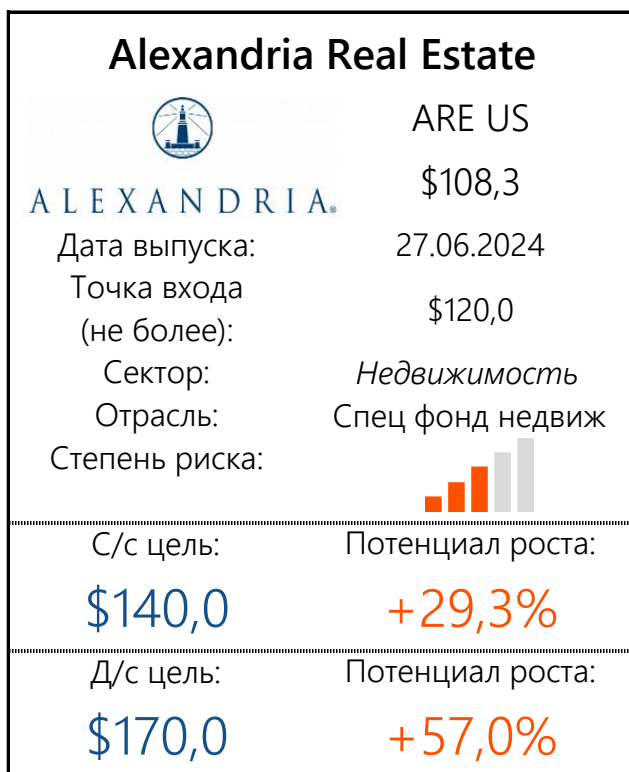 Alexandria Real Estate
ALEXANDRIA®
ARE US
$108,3
Дата выпуска: 27.06.2024
Точка входа
(не более): $120,0
Сектор: Недвижимость
Отрасль: Спец фонд недвиж
Степень риска:
С/с цель: Потенциал роста:
$140,0 +29,3%
Д/с цель: Потенциал роста:
$170,0 +57,0%